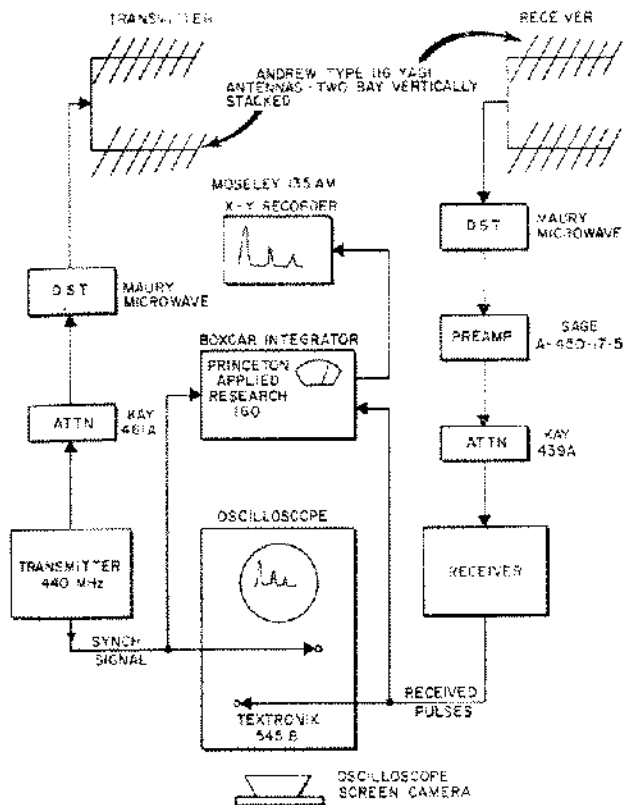 TRANSMITTER
RECEIVER
ANDREW TYPE 116 YAGI
ANTENNAS - TWO BAY VERTICALLY
STACKED
MOSELEY 135 AM
X-Y RECORDER
DST
MAURY
MICROWAVE
DST
MAURY
MICROWAVE
BOXCAR INTEGRATOR
PRINCETON
APPLIED
RESEARCH
160
PREAMP
SAGE
ATTN
KAY
461A
ATTN
KAY
439A
OSCILLOSCOPE
TRANSMITTER
440 MHz
RECEIVER
SYNCH
SIGNAL
RECEIVED
PULSES
TEXTRONIX
545 B
OSCILLOSCOPE
SCREEN CAMERA